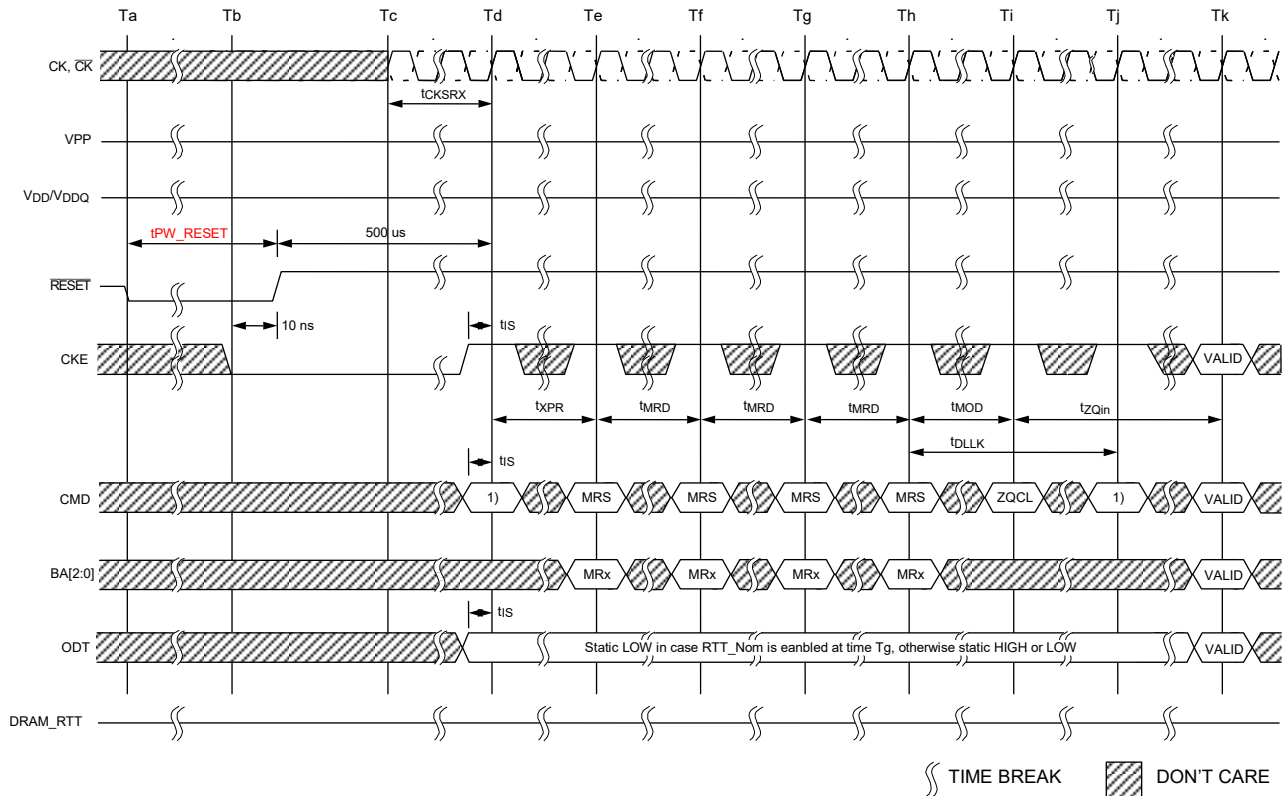 Ta Tb Tc Td Te Tf Tg Th Ti Tj Tk
CK, CK
tCKSRX
VPP
VDD/VDDQ
tPW_RESET 500 us
RESET
10 ns tIS
CKE VALID
tXPR tMRD tMRD tMRD tMOD tZQin
tDLLK
tIS
CMD 1) MRS MRS MRS MRS ZQCL 1) VALID
BA[2:0] MRx MRx MRx MRx VALID
tIS
ODT Static LOW in case RTT_Nom is eanbled at time Tg, otherwise static HIGH or LOW VALID
DRAM_RTT
TIME BREAK DON'T CARE